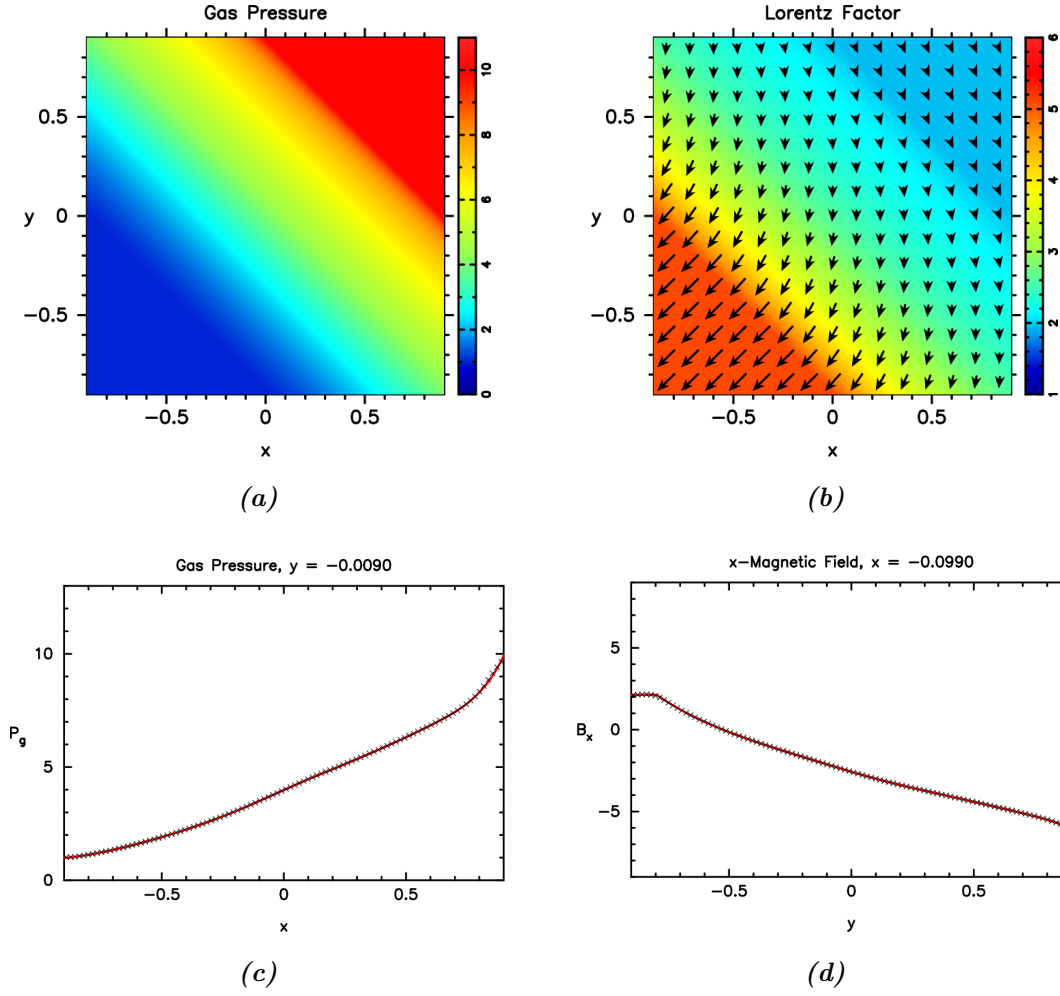 Gas Pressure
0.5
y 0
−0.5
−0.5 0 0.5
x
0 2 4 6 8 10
(a)
Lorentz Factor
0.5
y 0
−0.5
−0.5 0 0.5
x
1 2 3 4 5 6
(b)
Gas Pressure, y = −0.0090
10
P_g
5
0
−0.5 0 0.5
x
(c)
x−Magnetic Field, x = −0.0990
5
B_x 0
−5
−0.5 0 0.5
y
(d)